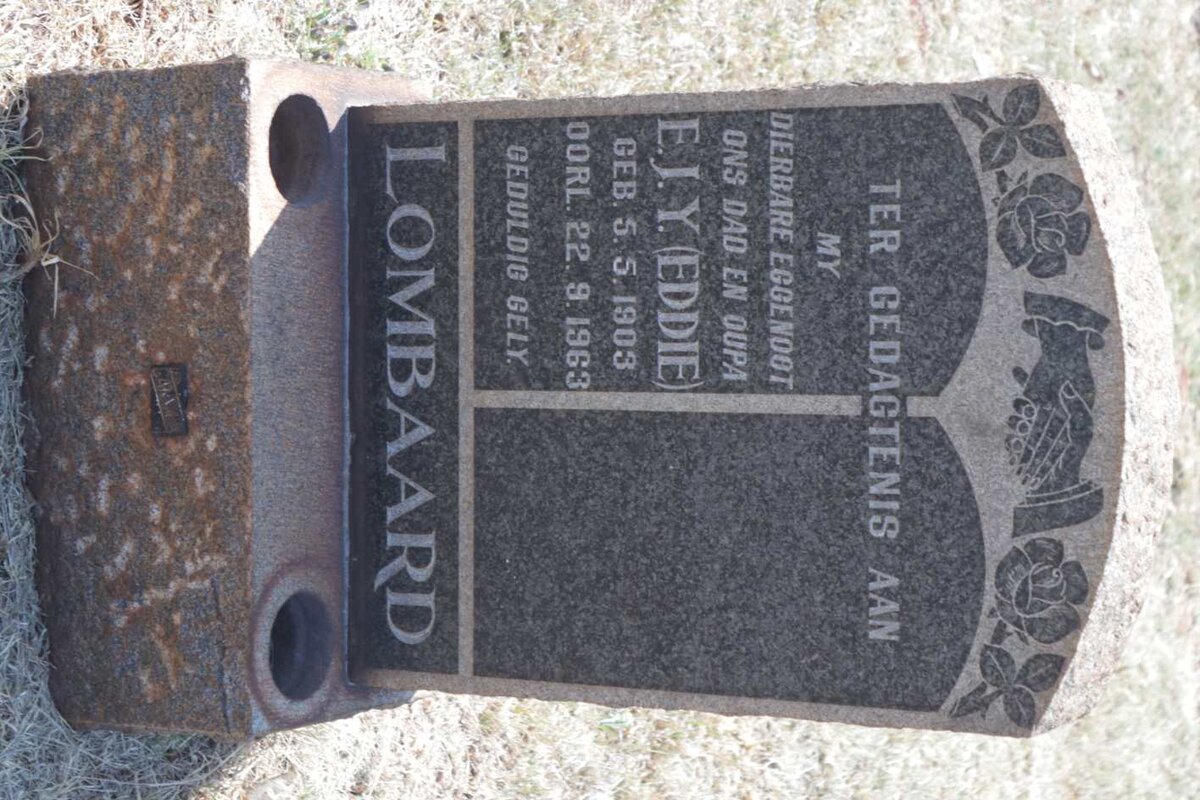 TER GEDAGTENIS AAN
MY
DIERBARE EGGENOOT
ONS DAD EN OUPA
E.J.Y. (EDDIE)
GEB. 5.5.1903
OORL. 22.9.1963
GEDULDIG GELY.
LOMBAARD